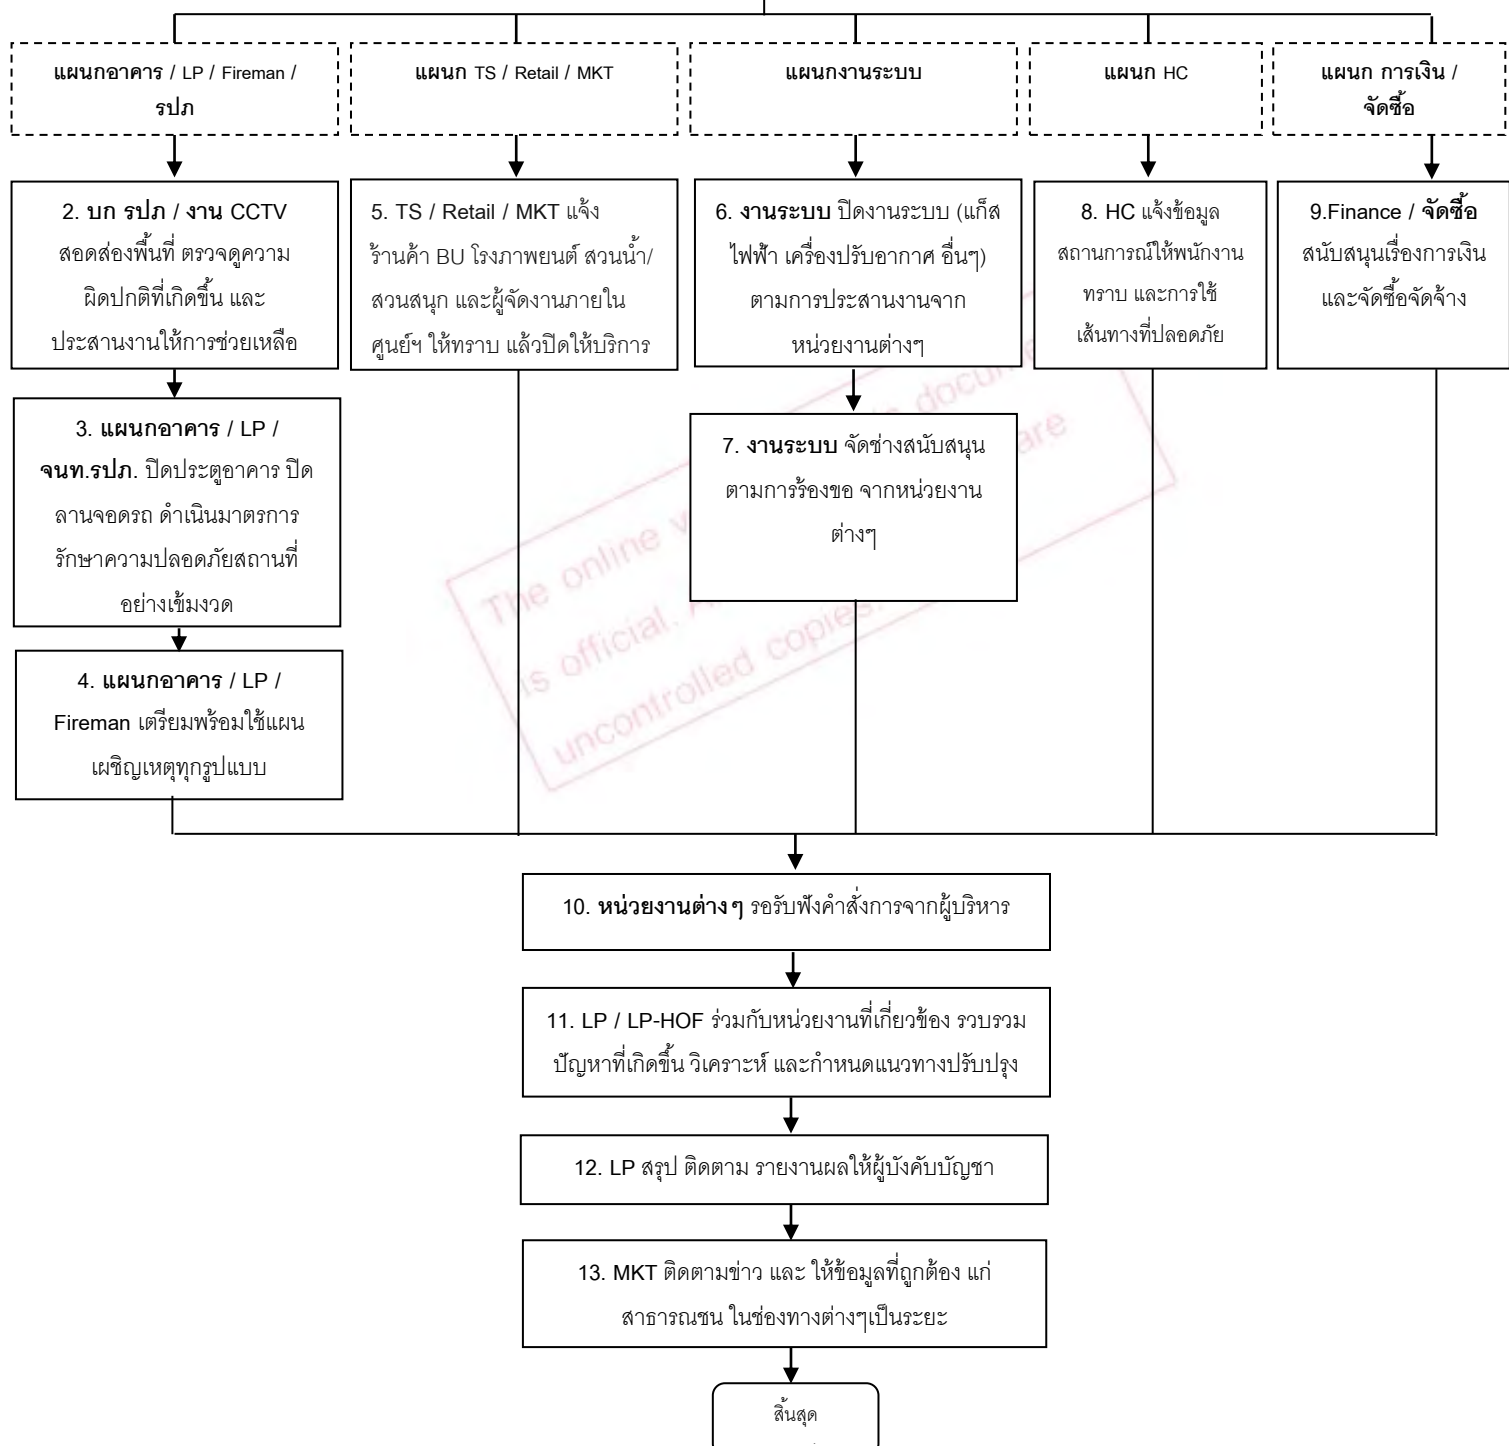 แผนกอาคาร / LP / Fireman /
รปภ
แผนก TS / Retail / MKT
แผนกงานระบบ
แผนก HC
แผนก การเงิน /
จัดซื้อ
2. บก รปภ / งาน CCTV
สอดส่องพื้นที่ ตรวจดูความ
ผิดปกติที่เกิดขึ้น และ
ประสานงานให้การช่วยเหลือ
3. แผนกอาคาร / LP /
จนท.รปภ. ปิดประตูอาคาร ปิด
ลานจอดรถ ดำเนินมาตรการ
รักษาความปลอดภัยสถานที่
อย่างเข้มงวด
4. แผนกอาคาร / LP /
Fireman เตรียมพร้อมใช้แผน
เผชิญเหตุทุกรูปแบบ
5. TS / Retail / MKT แจ้ง
ร้านค้า BU โรงภาพยนต์ สวนน้ำ/
สวนสนุก และผู้จัดงานภายใน
ศูนย์ฯ ให้ทราบ แล้วปิดให้บริการ
6. งานระบบ ปิดงานระบบ (แก็ส
ไฟฟ้า เครื่องปรับอากาศ อื่นๆ)
ตามการประสานงานจาก
หน่วยงานต่างๆ
7. งานระบบ จัดช่างสนับสนุน
ตามการร้องขอ จากหน่วยงาน
ต่างๆ
8. HC แจ้งข้อมูล
สถานการณ์ให้พนักงาน
ทราบ และการใช้
เส้นทางที่ปลอดภัย
9.Finance / จัดซื้อ
สนับสนุนเรื่องการเงิน
และจัดซื้อจัดจ้าง
The online
is official.
uncontrolled copies
10. หน่วยงานต่าง ๆ รอรับฟังคำสั่งการจากผู้บริหาร
11. LP / LP-HOF ร่วมกับหน่วยงานที่เกี่ยวข้อง รวบรวม
ปัญหาที่เกิดขึ้น วิเคราะห์ และกำหนดแนวทางปรับปรุง
12. LP สรุป ติดตาม รายงานผลให้ผู้บังคับบัญชา
13. MKT ติดตามข่าว และ ให้ข้อมูลที่ถูกต้อง แก่
สาธารณชน ในช่องทางต่างๆเป็นระยะ
สิ้นสุด